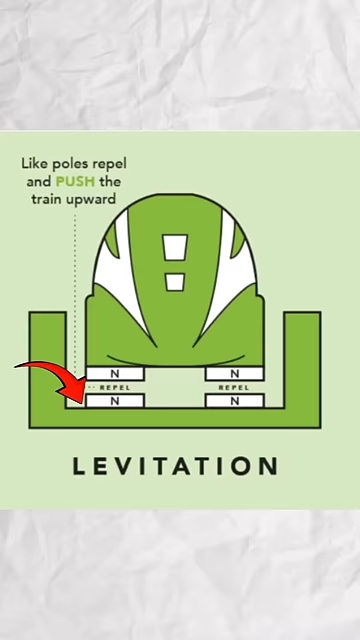 Like poles repel
and PUSH the
train upward
N N
REPEL REPEL
N N
LEVITATION